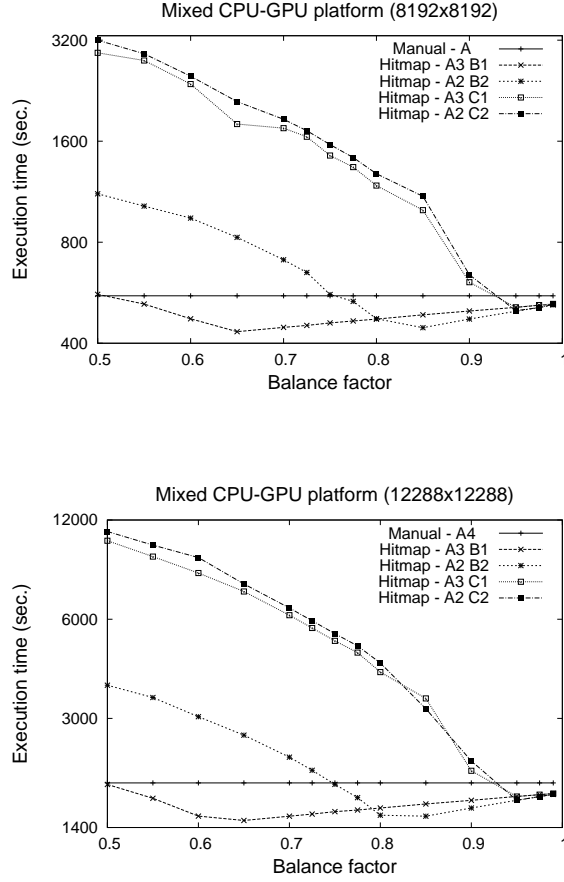 Mixed CPU-GPU platform (8192x8192)
3200
1600
800
400
Execution time (sec.)
Manual - A
Hitmap - A3 B1
Hitmap - A2 B2
Hitmap - A3 C1
Hitmap - A2 C2
0.5 0.6 0.7 0.8 0.9 1
Balance factor
Mixed CPU-GPU platform (12288x12288)
12000
6000
3000
1400
Execution time (sec.)
Manual - A4
Hitmap - A3 B1
Hitmap - A2 B2
Hitmap - A3 C1
Hitmap - A2 C2
0.5 0.6 0.7 0.8 0.9 1
Balance factor